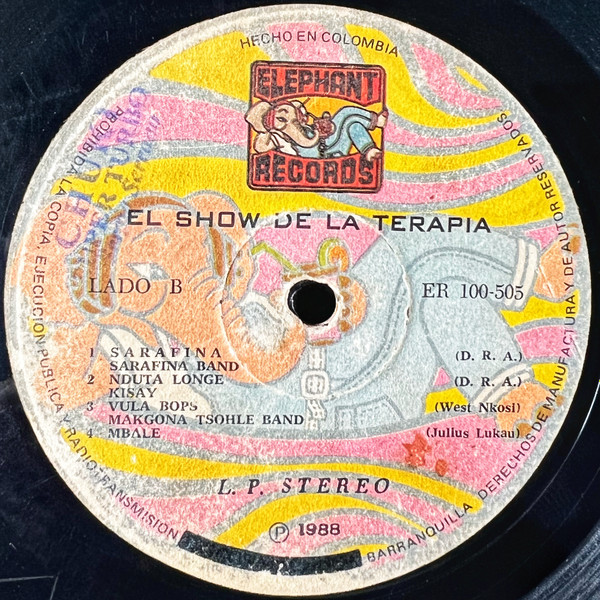 HECHO EN COLOMBIA
ELEPHANT
RECORDS
EL SHOW DE LA TERAPIA
LADO B
ER 100-505
1 SARAFINA (D. R. A.)
SARAFINA BAND
2 NDUTA LONGE (D. R. A.)
KISAY
3 VULA BOPS (West Nkosi)
MAKGONA TSOHLE BAND
4 MBALE (Julius Lukau)
L. P. STEREO
℗ 1988
PROHIBIDA LA COPIA, EJECUCION PUBLICA Y RADIOTRANSMISION
BARRANQUILLA DERECHOS DE MANUFACTURA Y DE AUTOR RESERVADOS